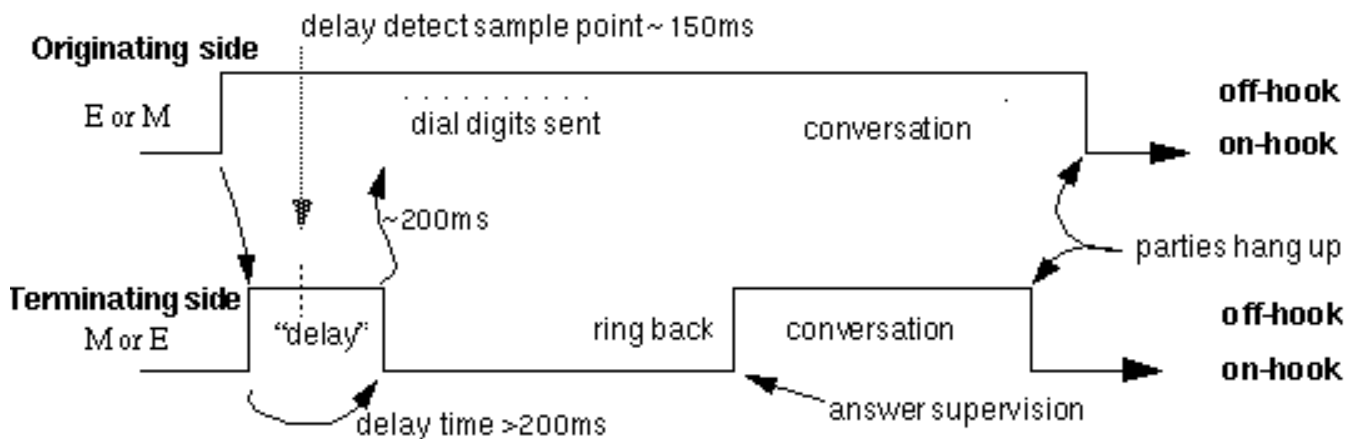 delay detect sample point~ 150ms
Originating side
E or M
off-hook
dial digits sent
conversation
on-hook
~200ms
parties hang up
Terminating side
M or E
"delay"
ring back
conversation
off-hook
on-hook
answer supervision
delay time >200ms